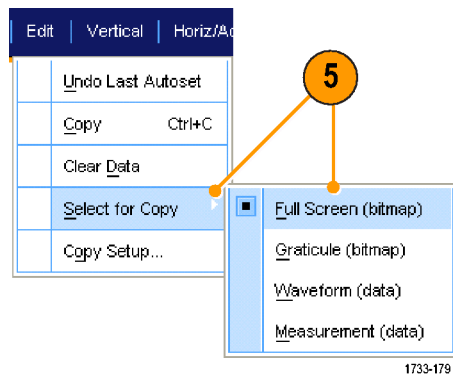 Edit | Vertical | Horiz/Ac
Undo Last Autoset
Copy Ctrl+C
Clear Data
Select for Copy
Copy Setup...
5
Full Screen (bitmap)
Graticule (bitmap)
Waveform (data)
Measurement (data)
1733-179